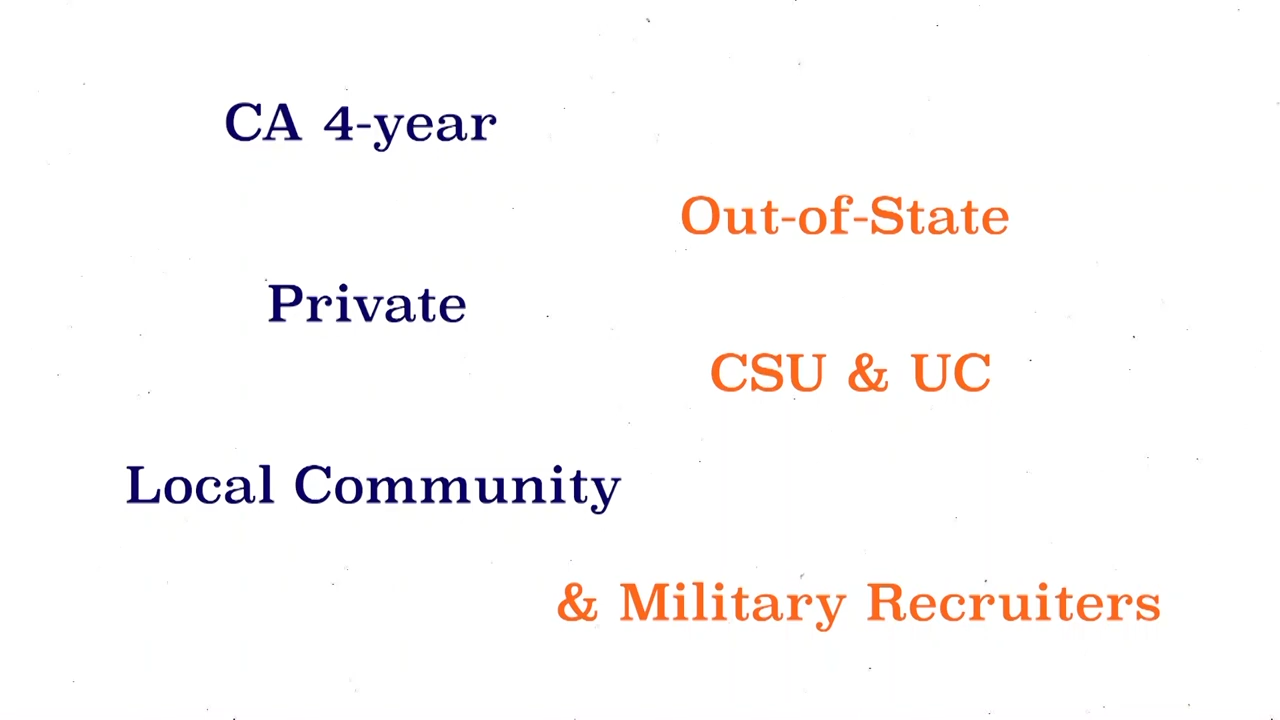 CA 4-year
Out-of-State
Private
CSU & UC
Local Community
& Military Recruiters